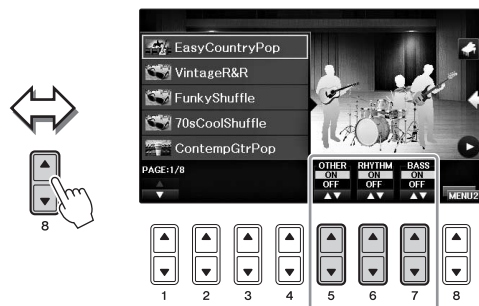 EasyCountryPop
VintageR&R
FunkyShuffle
70sCoolShuffle
ContempGtrPop
PAGE:1/8
OTHER RHYTHM BASS
ON ON ON
OFF OFF OFF
MENU2
8
1 2 3 4 5 6 7 8